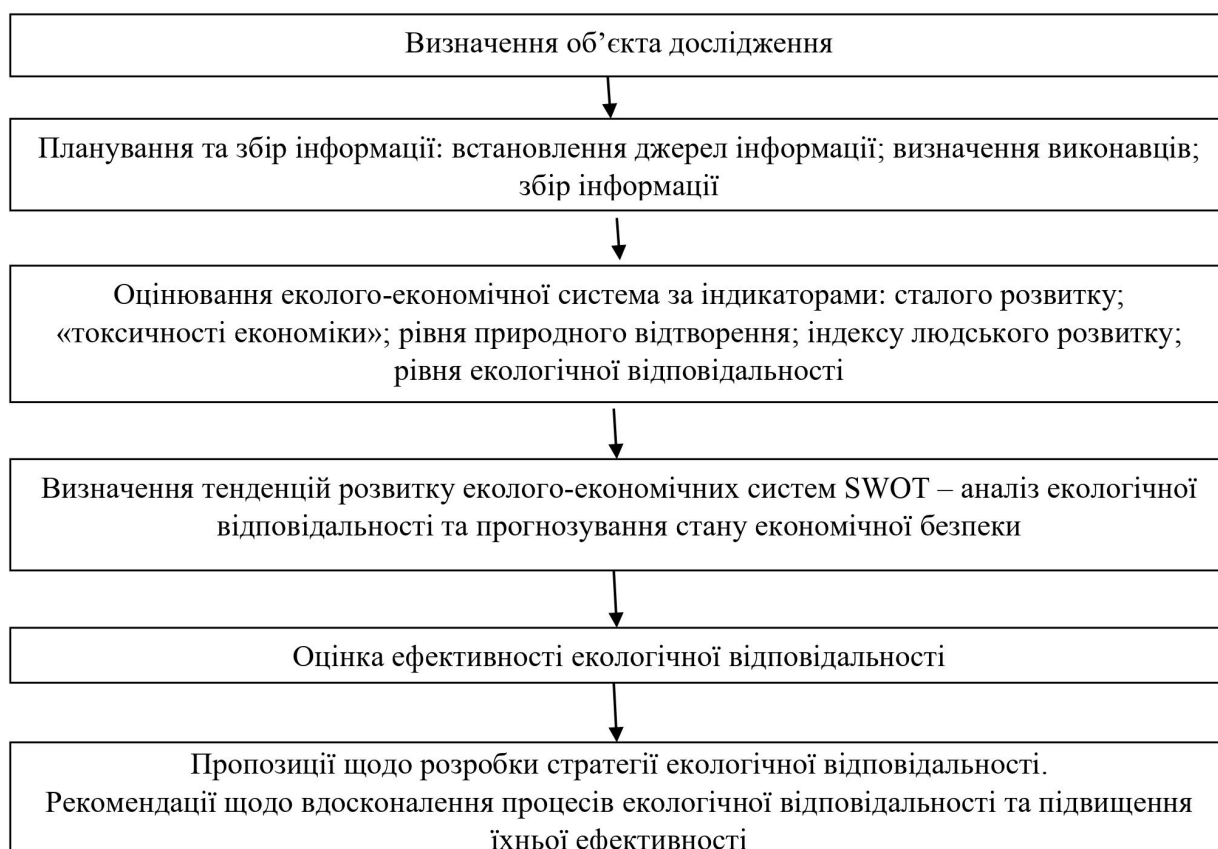 Визначення об’єкта дослідження
Планування та збір інформації: встановлення джерел інформації; визначення виконавців;
збір інформації
Оцінювання еколого-економічної система за індикаторами: сталого розвитку;
«токсичності економіки»; рівня природного відтворення; індексу людського розвитку;
рівня екологічної відповідальності
Визначення тенденцій розвитку еколого-економічних систем SWOT – аналіз екологічної
відповідальності та прогнозування стану економічної безпеки
Оцінка ефективності екологічної відповідальності
Пропозиції щодо розробки стратегії екологічної відповідальності.
Рекомендації щодо вдосконалення процесів екологічної відповідальності та підвищення
їхньої ефективності